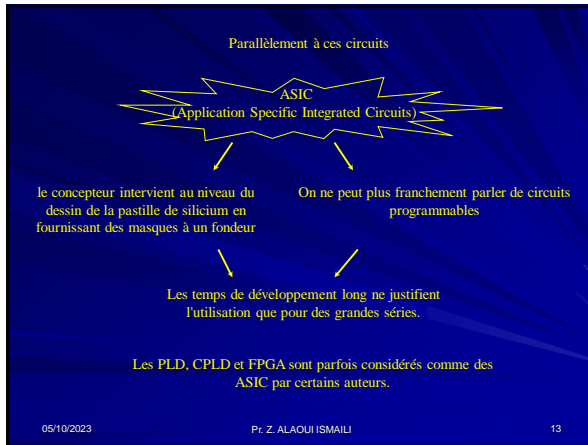 Parallèlement à ces circuits
ASIC
(Application Specific Integrated Circuits)
le concepteur intervient au niveau du
dessin de la pastille de silicium en
fournissant des masques à un fondeur
On ne peut plus franchement parler de circuits
programmables
Les temps de développement long ne justifient
l'utilisation que pour des grandes séries.
Les PLD, CPLD et FPGA sont parfois considérés comme des
ASIC par certains auteurs.
05/10/2023
Pr. Z. ALAOUI ISMAILI
13